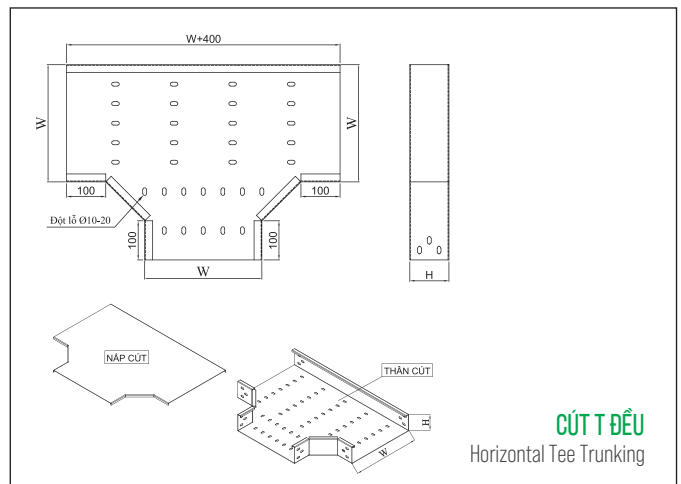 W+400
W
W
100
100
Đột lỗ Ø10-20
100
100
W
H
NẮP CÚT
THÂN CÚT
H
W
CÚT T ĐỀU
Horizontal Tee Trunking